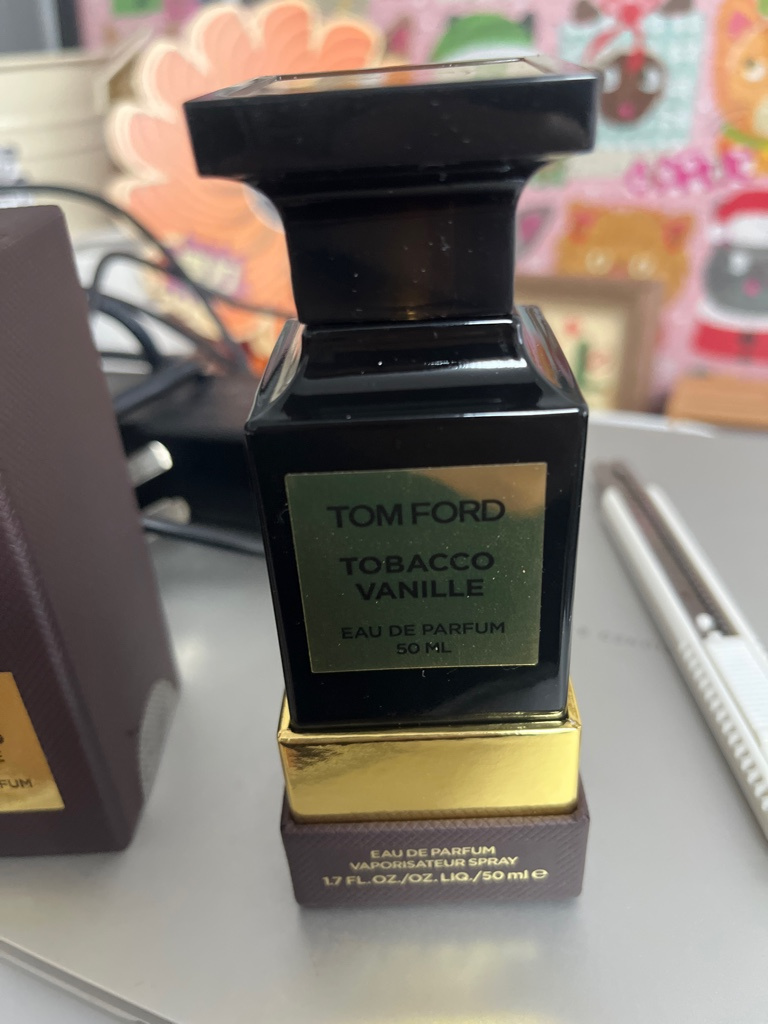 TOM FORD
TOBACCO
VANILLE
EAU DE PARFUM
50 ML
EAU DE PARFUM
VAPORISATEUR SPRAY
1.7 FL.OZ./OZ. LIQ./50 ml ℮
FUM